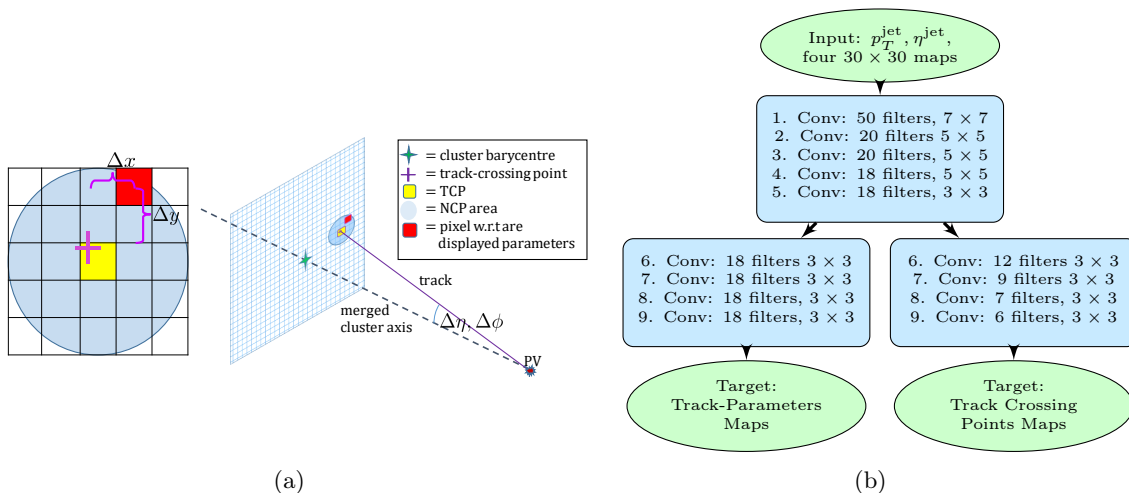 Δx
Δy
= cluster barycentre
= track-crossing point
= TCP
= NCP area
= pixel w.r.t are
displayed parameters
track
merged
cluster axis
Δη, Δϕ
PV
(a)
Input: p_T^jet, η^jet,
four 30 × 30 maps
1. Conv: 50 filters, 7 × 7
2. Conv: 20 filters 5 × 5
3. Conv: 20 filters, 5 × 5
4. Conv: 18 filters, 5 × 5
5. Conv: 18 filters, 3 × 3
6. Conv: 18 filters 3 × 3
7. Conv: 18 filters 3 × 3
8. Conv: 18 filters, 3 × 3
9. Conv: 18 filters, 3 × 3
6. Conv: 12 filters 3 × 3
7. Conv: 9 filters 3 × 3
8. Conv: 7 filters, 3 × 3
9. Conv: 6 filters, 3 × 3
Target:
Track-Parameters
Maps
Target:
Track Crossing
Points Maps
(b)